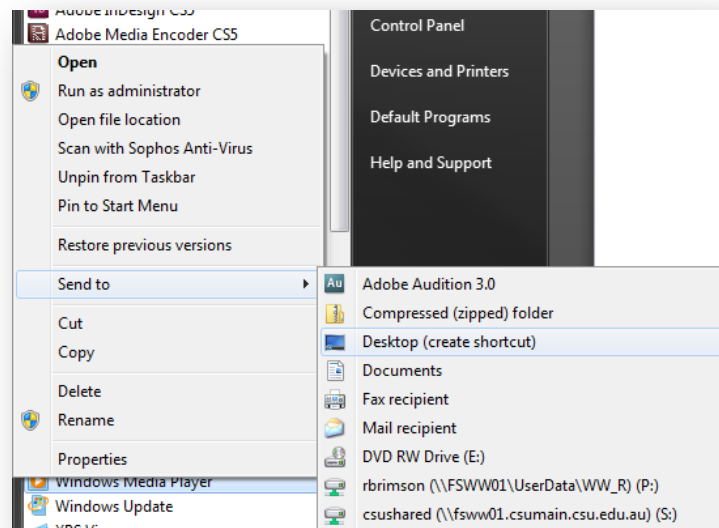 Adobe InDesign CS5
Adobe Media Encoder CS5
Open
Run as administrator
Open file location
Scan with Sophos Anti-Virus
Unpin from Taskbar
Pin to Start Menu
Restore previous versions
Send to
Cut
Copy
Delete
Rename
Properties
Windows Media Player
Windows Update
Control Panel
Devices and Printers
Default Programs
Help and Support
Au Adobe Audition 3.0
Compressed (zipped) folder
Desktop (create shortcut)
Documents
Fax recipient
Mail recipient
DVD RW Drive (E:)
rbrimson (\\FSWW01\UserData\WW_R) (P:)
csushared (\\fsww01.csumain.csu.edu.au) (S:)